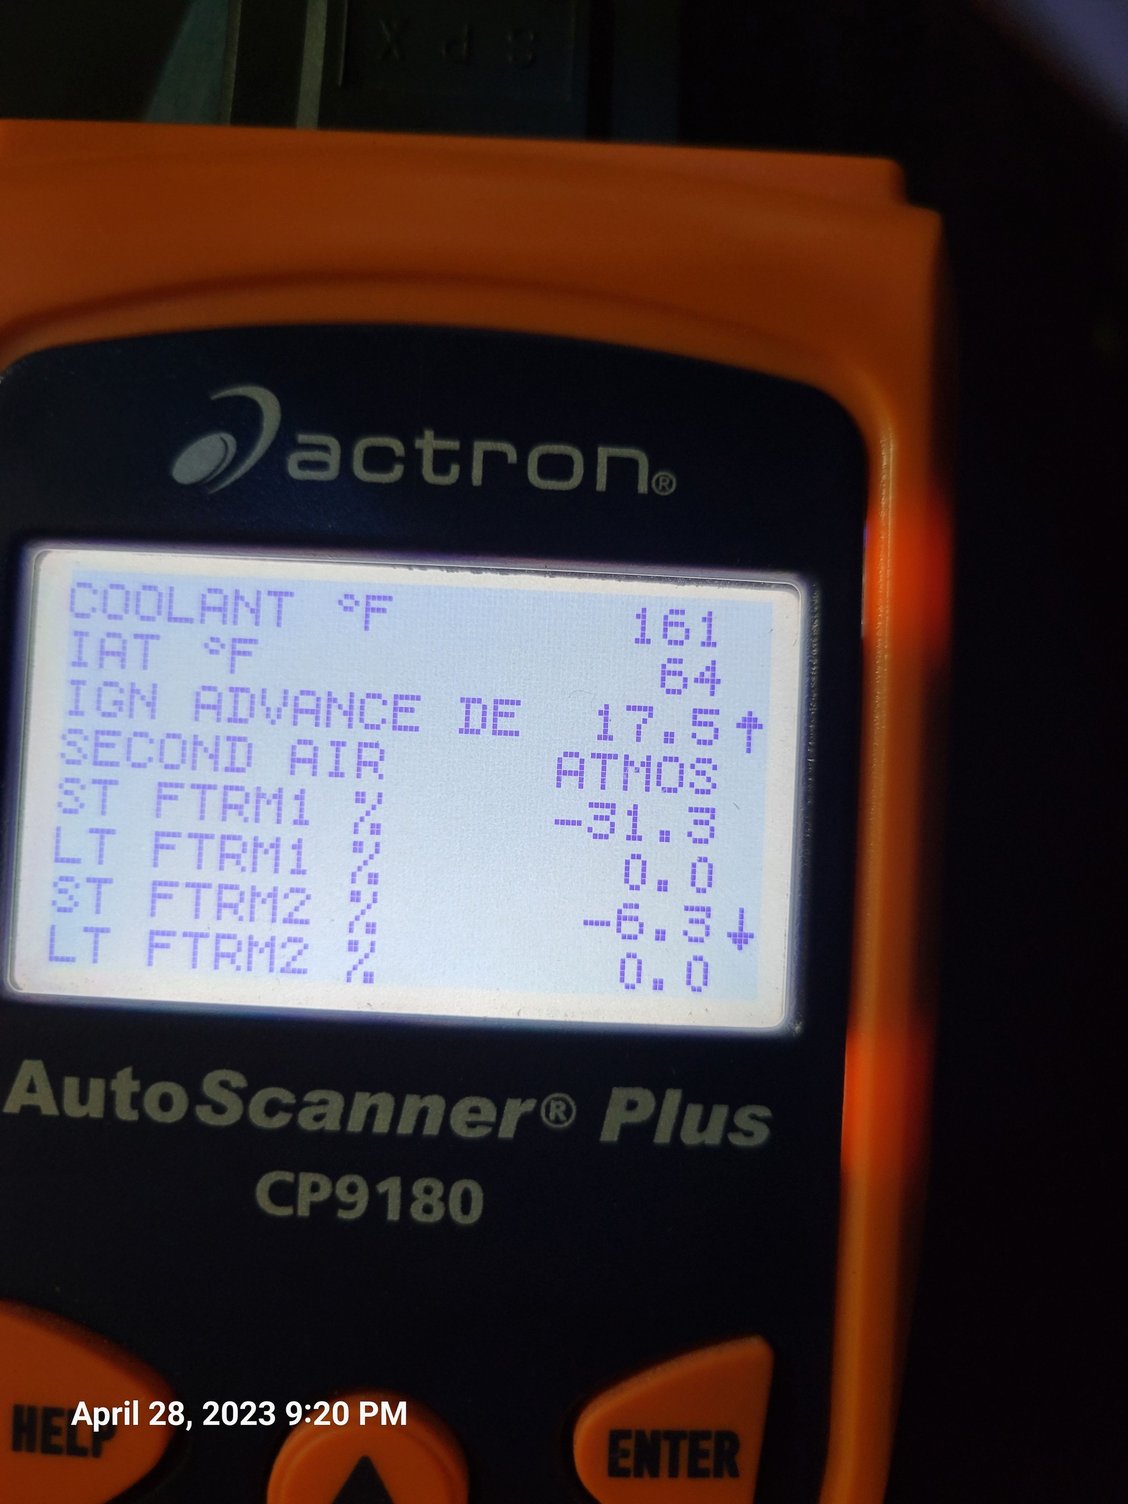 SPX
actron®
COOLANT °F 161
IAT °F 64
IGN ADVANCE DE 17.5↑
SECOND AIR ATMOS
ST FTRM1 % -31.3
LT FTRM1 % 0.0
ST FTRM2 % -6.3↓
LT FTRM2 % 0.0
AutoScanner® Plus
CP9180
HELP
ENTER
April 28, 2023 9:20 PM